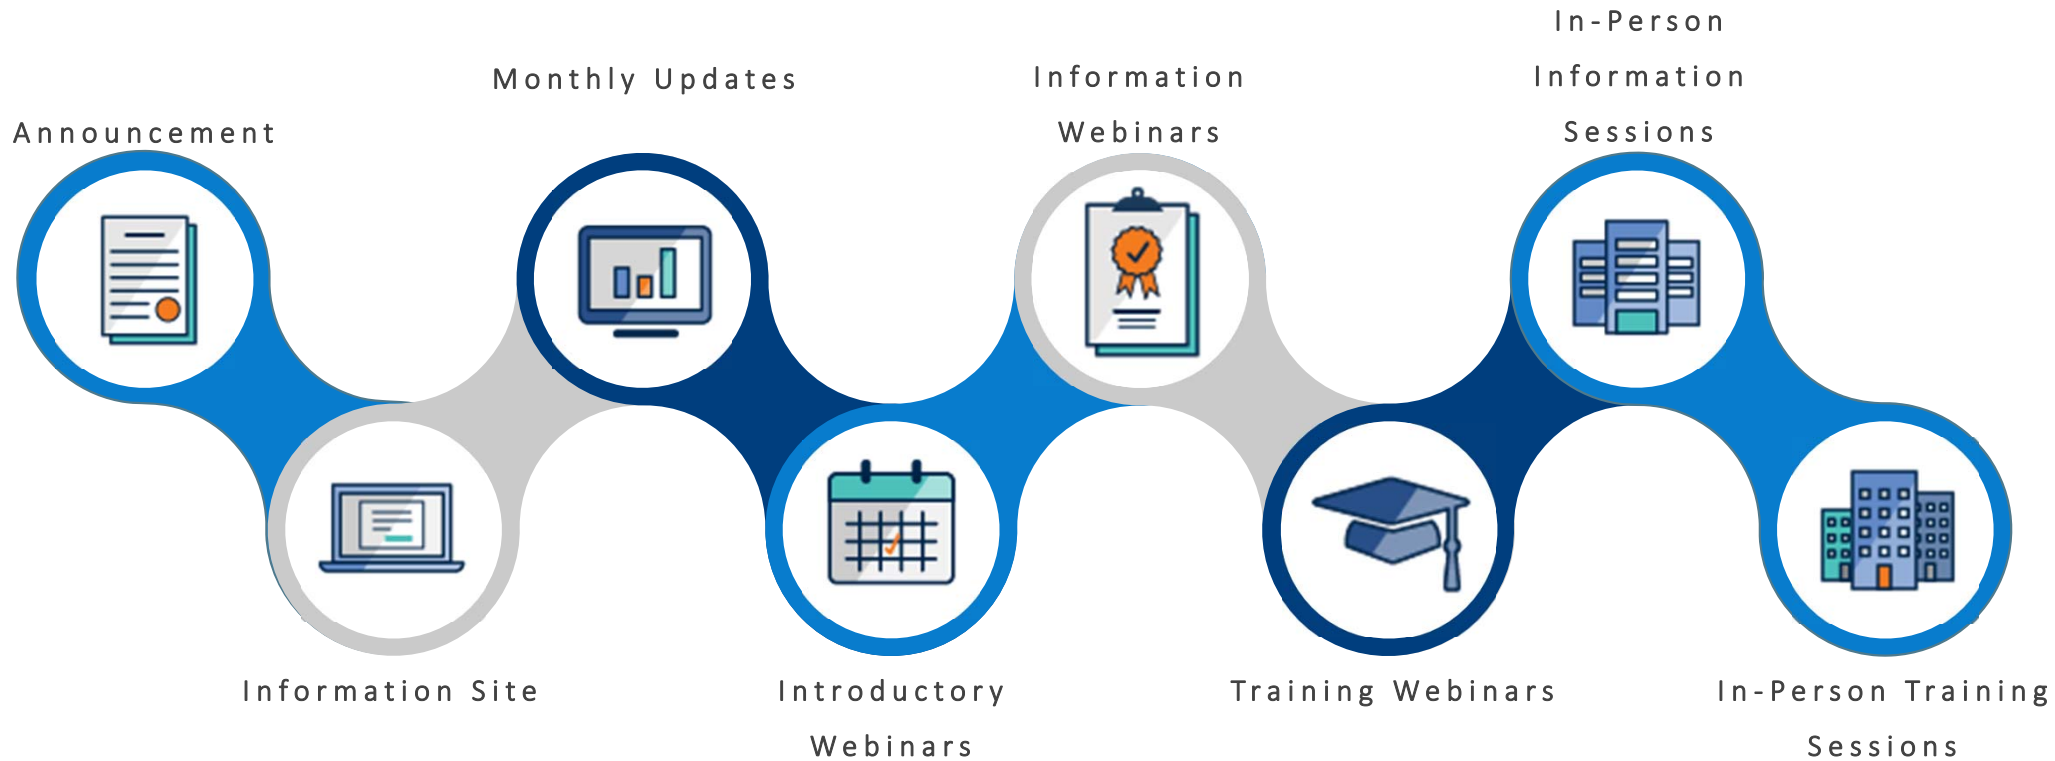 Announcement
Information Site
Monthly Updates
Introductory
Webinars
Information
Webinars
Training Webinars
In-Person
Information
Sessions
In-Person Training
Sessions